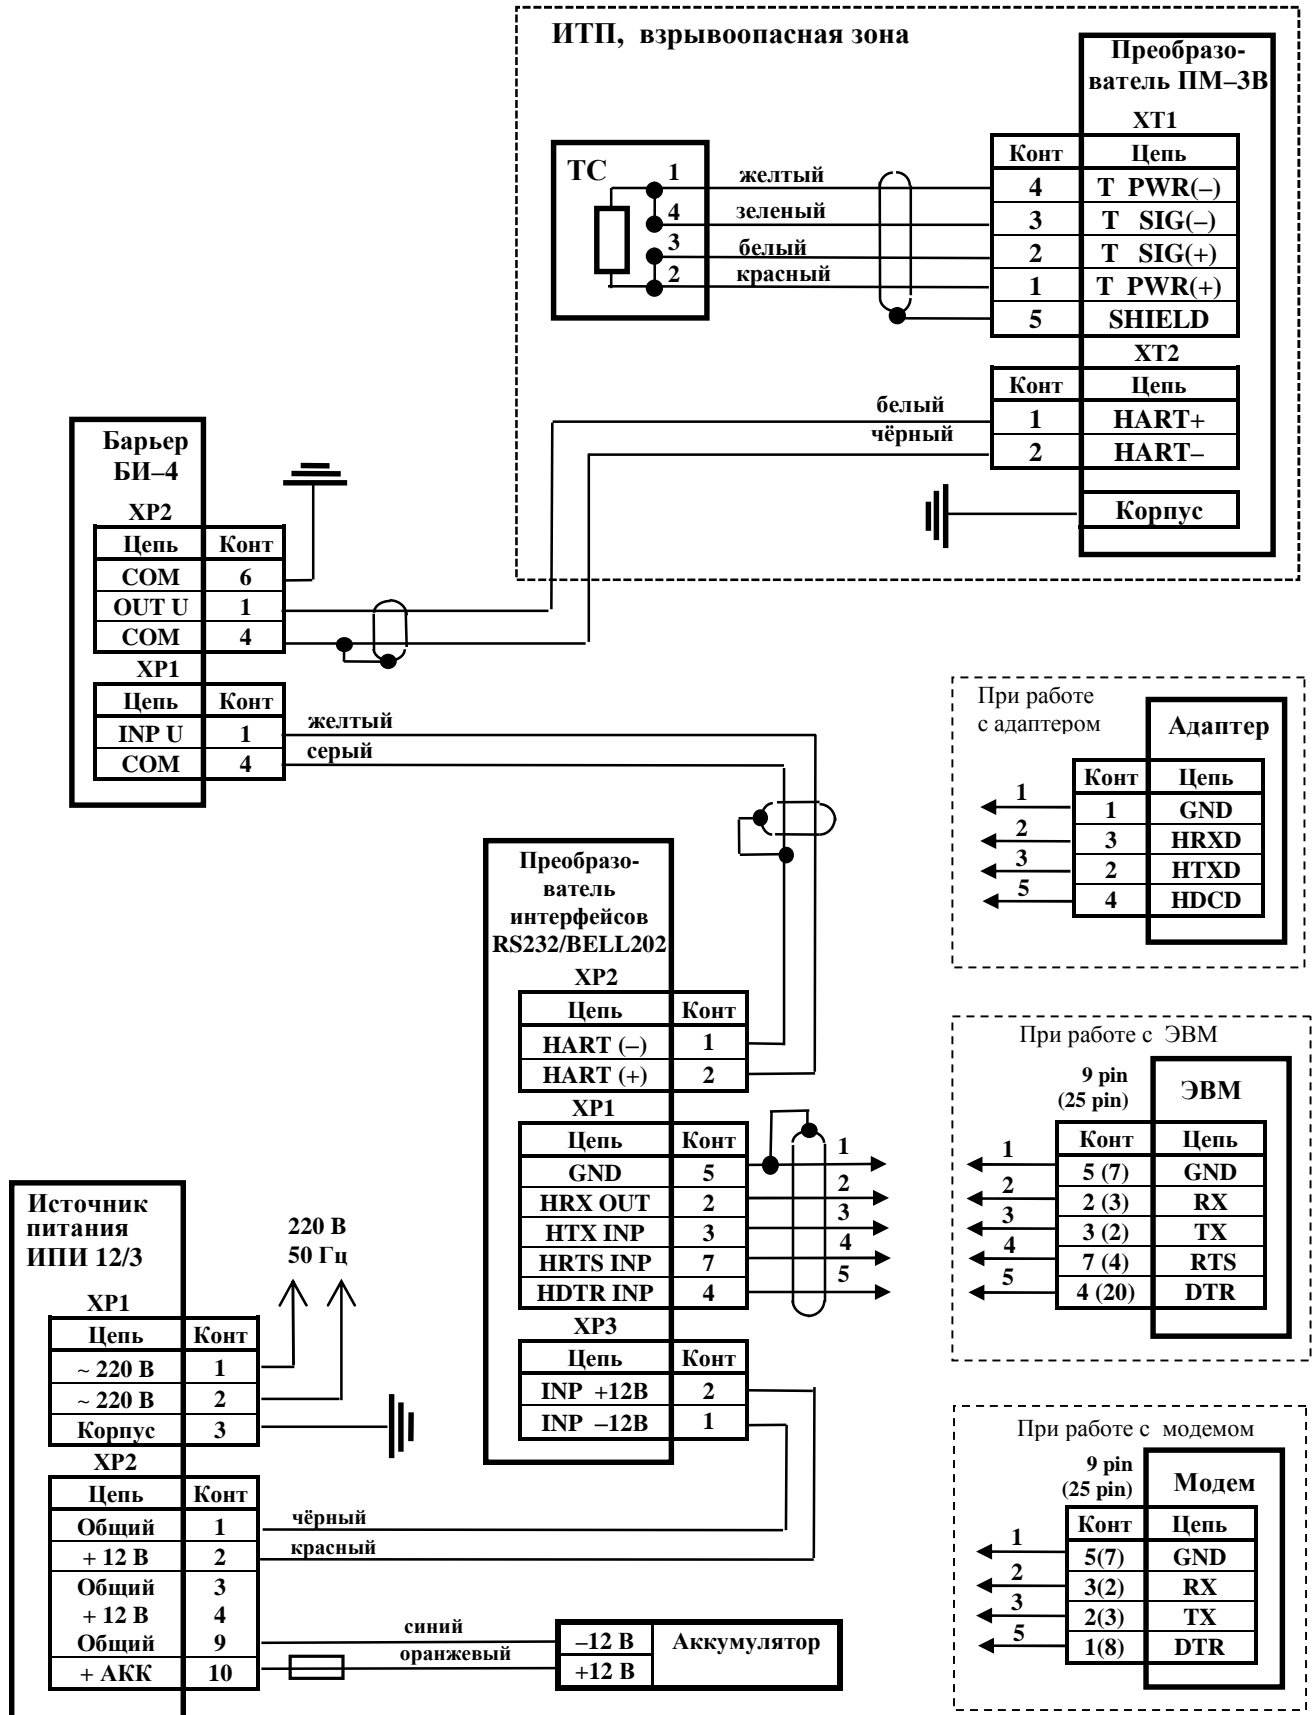 ИТП, взрывоопасная зона
Преобразо-
ватель ПМ–3В
XT1
Конт Цепь
4 T PWR(–)
3 T SIG(–)
2 T SIG(+)
1 T PWR(+)
5 SHIELD
XT2
Конт Цепь
1 HART+
2 HART–
Корпус
ТС
1 желтый
4 зеленый
3 белый
2 красный
белый
чёрный
Барьер
БИ–4
XP2
Цепь Конт
COM 6
OUT U 1
COM 4
XP1
Цепь Конт
INP U 1
COM 4
желтый
серый
При работе
с адаптером
Адаптер
Конт Цепь
1 1 GND
2 3 HRXD
3 2 HTXD
5 4 HDCD
Преобразо-
ватель
интерфейсов
RS232/BELL202
XP2
Цепь Конт
HART (–) 1
HART (+) 2
XP1
Цепь Конт
GND 5 1
HRX OUT 2 2
HTX INP 3 3
HRTS INP 7 4
HDTR INP 4 5
XP3
Цепь Конт
INP +12В 2
INP –12В 1
При работе с ЭВМ
9 pin
(25 pin)
ЭВМ
Конт Цепь
1 5 (7) GND
2 2 (3) RX
3 3 (2) TX
4 7 (4) RTS
5 4 (20) DTR
Источник
питания
ИПИ 12/3
220 В
50 Гц
XP1
Цепь Конт
~ 220 В 1
~ 220 В 2
Корпус 3
XP2
Цепь Конт
Общий 1 чёрный
+ 12 В 2 красный
Общий 3
+ 12 В 4
Общий 9 синий
+ АКК 10 оранжевый
–12 В Аккумулятор
+12 В
При работе с модемом
9 pin
(25 pin)
Модем
Конт Цепь
1 5(7) GND
2 3(2) RX
3 2(3) TX
5 1(8) DTR